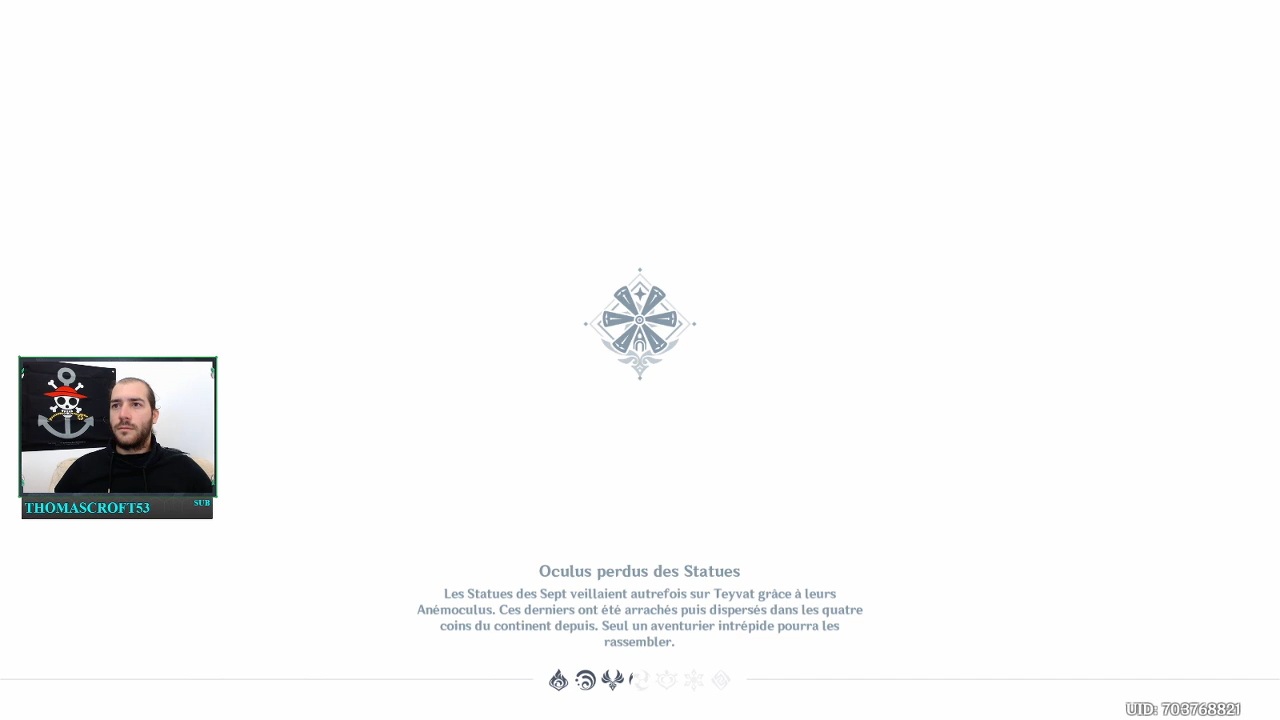 THOMASCROFT53
SUB
Oculus perdus des Statues
Les Statues des Sept veillaient autrefois sur Teyvat grâce à leurs
Anémoculus. Ces derniers ont été arrachés puis dispersés dans les quatre
coins du continent depuis. Seul un aventurier intrépide pourra les
rassembler.
UID: 703768821